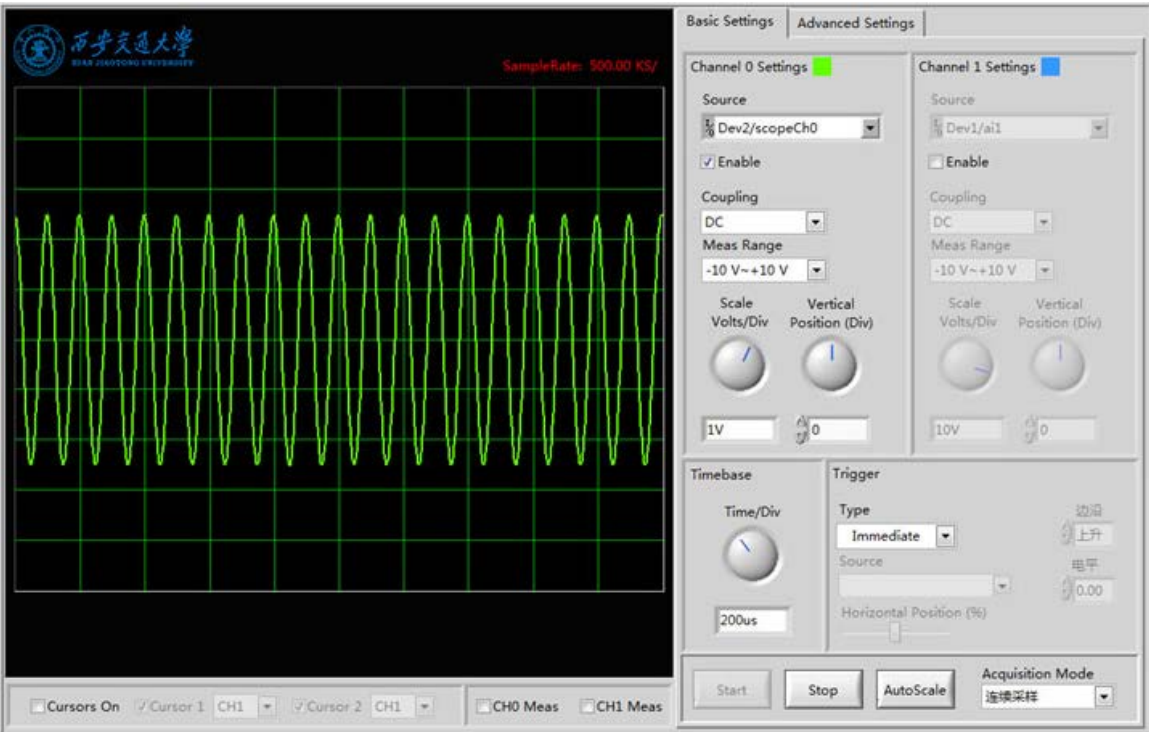 西安交通大学
XI'AN JIAOTONG UNIVERSITY
SampleRate: 500.00 KS/
Basic Settings
Advanced Settings
Channel 0 Settings
Source
Dev2/scopeCh0
Enable
Coupling
DC
Meas Range
-10 V~+10 V
Scale
Volts/Div
Vertical
Position (Div)
1V
0
Channel 1 Settings
Source
Dev1/ai1
Enable
Coupling
DC
Meas Range
-10 V~+10 V
Scale
Volts/Div
Vertical
Position (Div)
10V
0
Timebase
Time/Div
200us
Trigger
Type
Immediate
Source
Horizontal Position (%)
边沿
上升
电平
0.00
Cursors On
Cursor 1
CH1
Cursor 2
CH1
CH0 Meas
CH1 Meas
Start
Stop
AutoScale
Acquisition Mode
连续采样